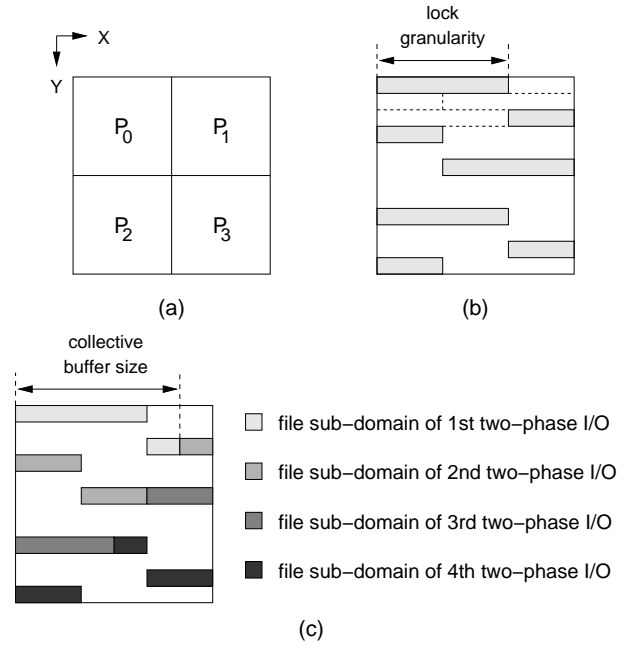 X
Y
P0
P1
P2
P3
(a)
lock
granularity
(b)
collective
buffer size
file sub−domain of 1st two−phase I/O
file sub−domain of 2nd two−phase I/O
file sub−domain of 3rd two−phase I/O
file sub−domain of 4th two−phase I/O
(c)